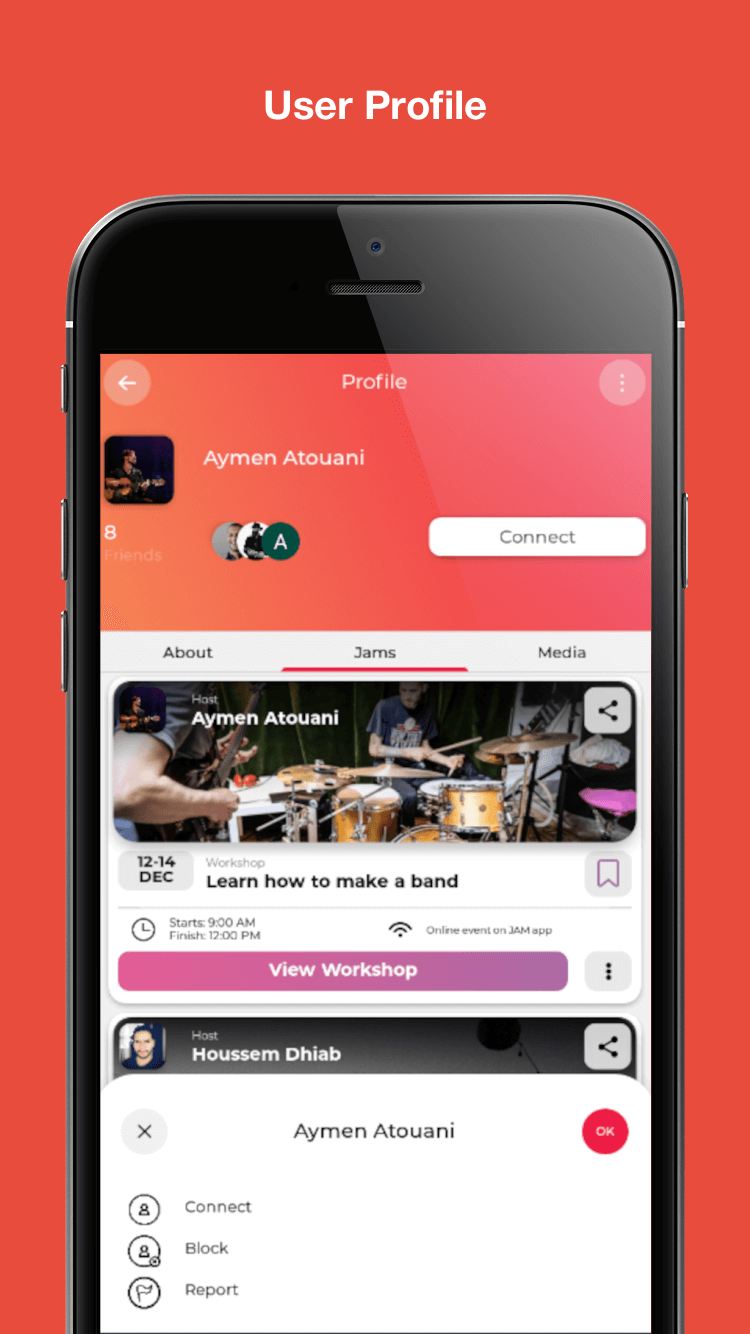 User Profile
Profile
Aymen Atouani
8
Friends
A
Connect
About
Jams
Media
Host
Aymen Atouani
12-14
DEC
Workshop
Learn how to make a band
Starts: 9:00 AM
Finish: 12:00 PM
Online event on JAM app
View Workshop
Host
Houssem Dhiab
Aymen Atouani
OK
Connect
Block
Report